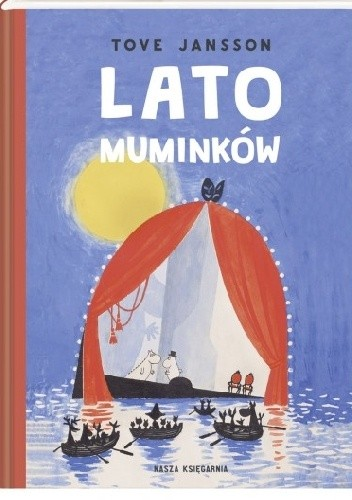 TOVE JANSSON
LATO
MUMINKÓW
NASZA KSIĘGARNIA